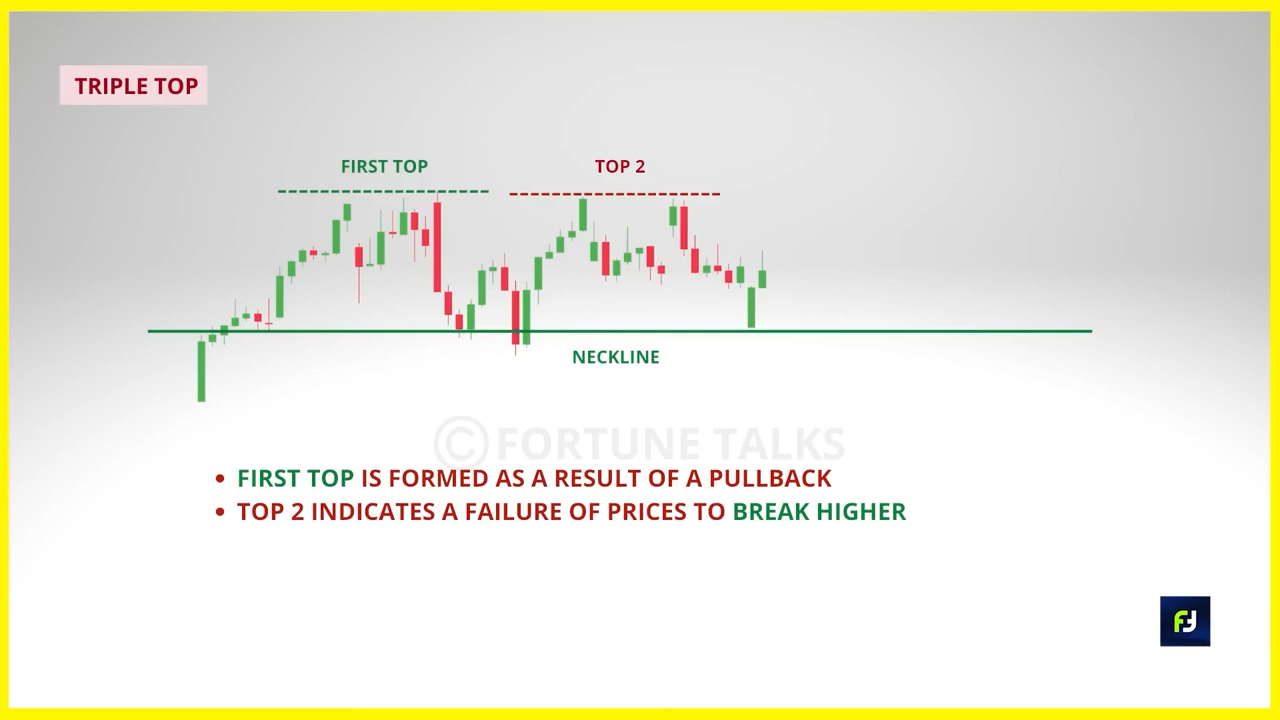 TRIPLE TOP
FIRST TOP
TOP 2
NECKLINE
© FORTUNE TALKS
• FIRST TOP IS FORMED AS A RESULT OF A PULLBACK
• TOP 2 INDICATES A FAILURE OF PRICES TO BREAK HIGHER